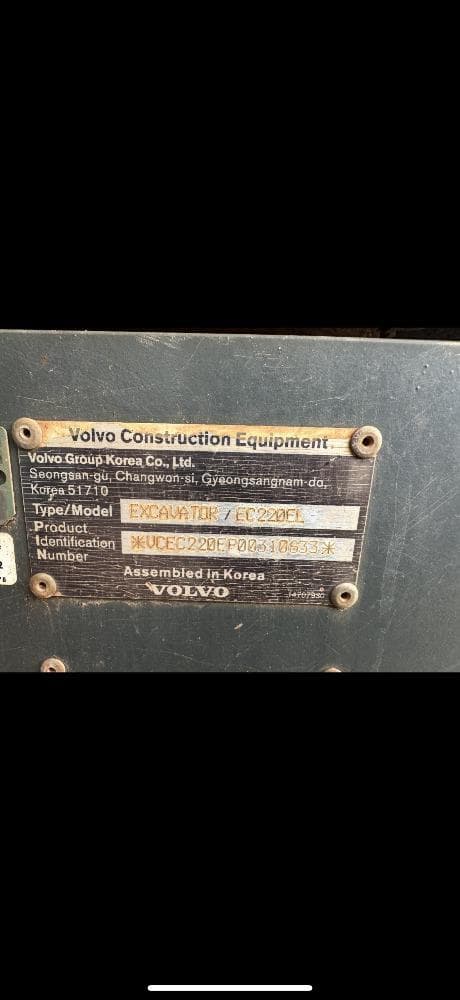 Volvo Construction Equipment
Volvo Group Korea Co., Ltd.
Seongsan-gu, Changwon-si, Gyeongsangnam-do,
Korea 51710
Type/Model EXCAVATOR / EC220EL
Product
Identification
Number
Assembled in Korea
VOLVO